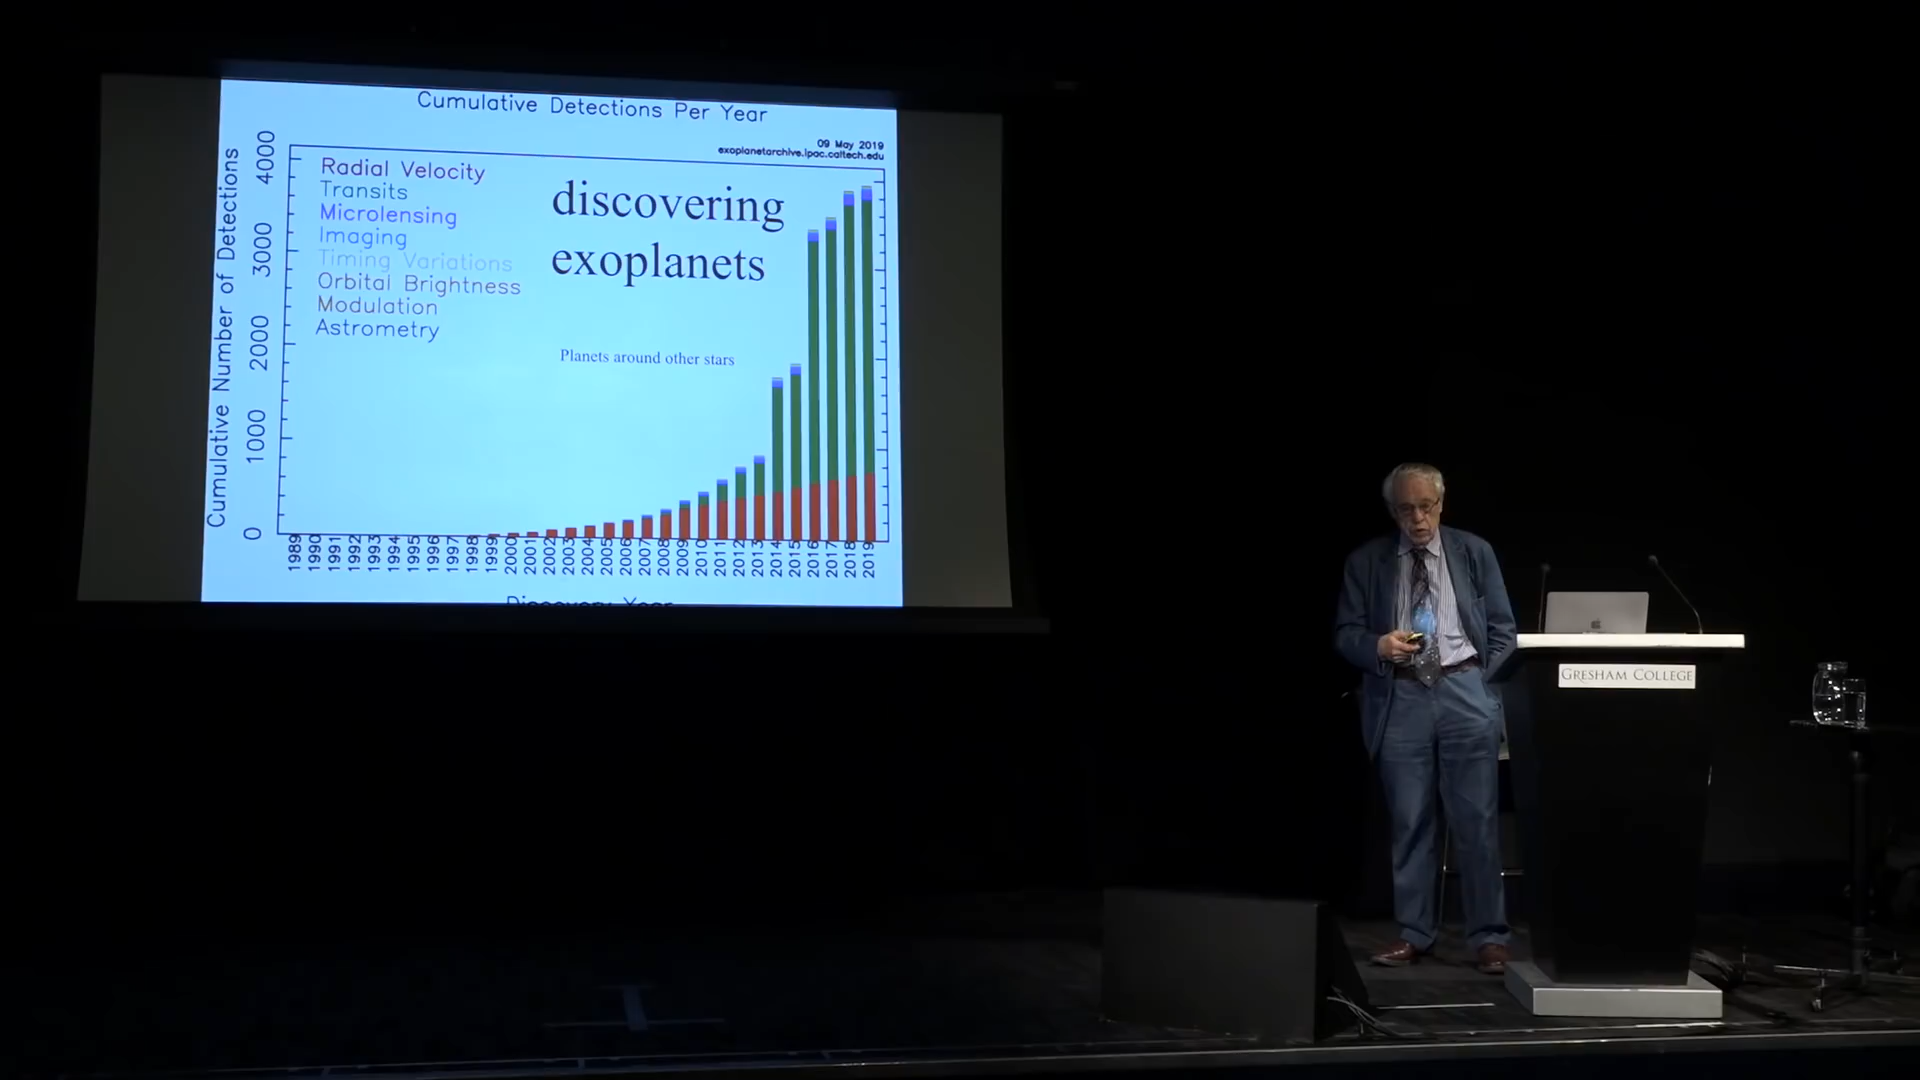 Cumulative Detections Per Year
09 May 2019
exoplanetarchive.ipac.caltech.edu
Cumulative Number of Detections
4000
3000
2000
1000
0
Radial Velocity
Transits
Microlensing
Imaging
Timing Variations
Orbital Brightness
Modulation
Astrometry
discovering
exoplanets
Planets around other stars
1989 1990 1991 1992 1993 1994 1995 1996 1997 1998 1999 2000 2001 2002 2003 2004 2005 2006 2007 2008 2009 2010 2011 2012 2013 2014 2015 2016 2017 2018 2019
Discovery Year
GRESHAM COLLEGE